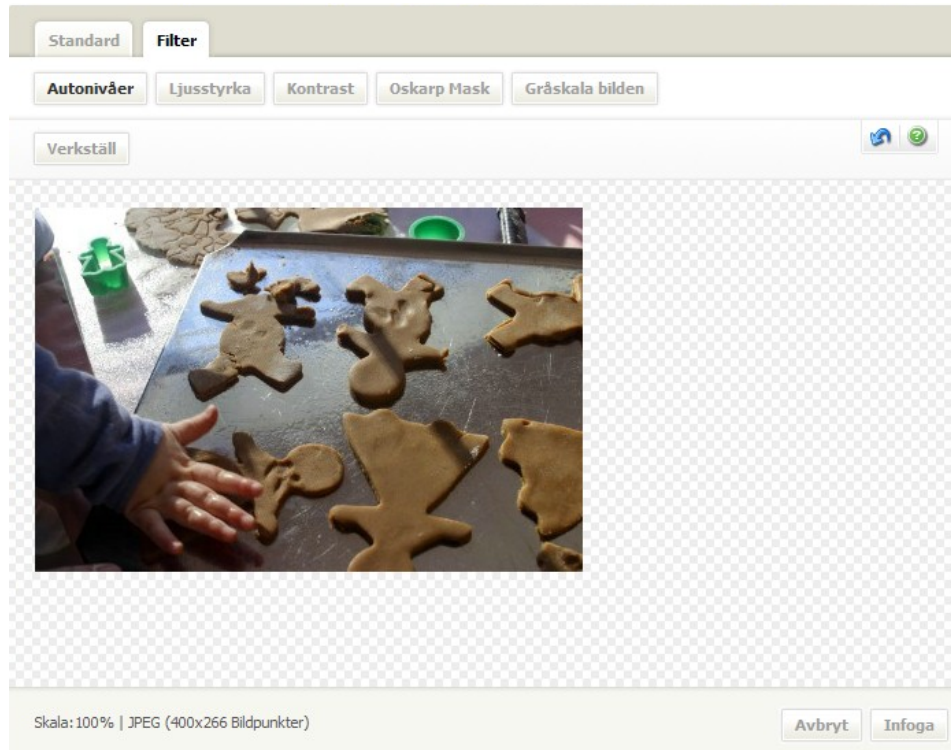 Standard Filter
Autonivåer Ljusstyrka Kontrast Oskarp Mask Gråskala bilden
Verkställ
Skala:100% | JPEG (400x266 Bildpunkter)
Avbryt Infoga